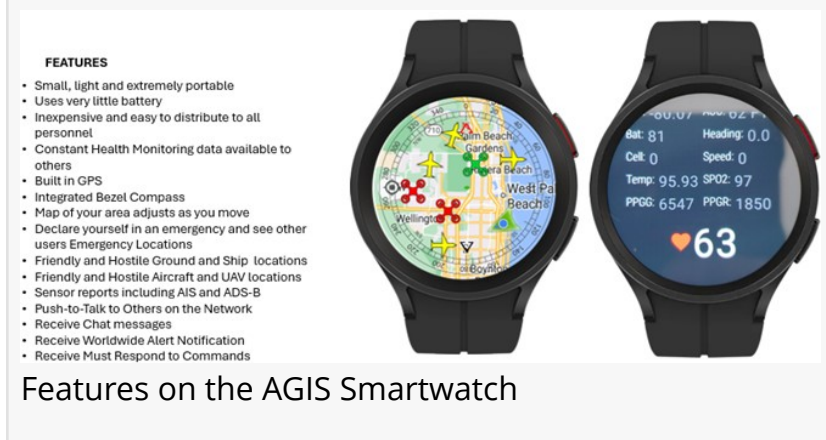 FEATURES
• Small, light and extremely portable
• Uses very little battery
• Inexpensive and easy to distribute to all
personnel
• Constant Health Monitoring data available to
others
• Built in GPS
• Integrated Bezel Compass
• Map of your area adjusts as you move
• Declare yourself in an emergency and see other
users Emergency Locations
• Friendly and Hostile Ground and Ship locations
• Friendly and Hostile Aircraft and UAV locations
• Sensor reports including AIS and ADS-B
• Push-to-Talk to Others on the Network
• Receive Chat messages
• Receive Worldwide Alert Notification
• Receive Must Respond to Commands
710
alm Beach
Gardens
era Beach
West Pa
Beach
Wellingto
Boynto
Bat: 81 Heading: 0.0
Cell: 0 Speed: 0
Temp: 95.93 SPO2: 97
PPGG: 6547 PPGR: 1850
63
Features on the AGIS Smartwatch